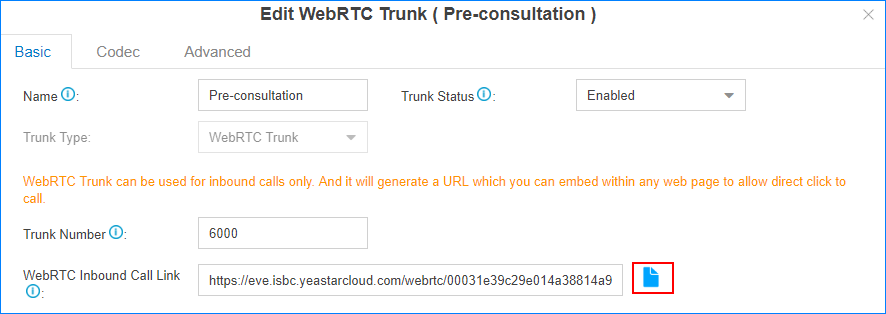 Edit WebRTC Trunk ( Pre-consultation )
Basic Codec Advanced
Name : Pre-consultation Trunk Status : Enabled
Trunk Type: WebRTC Trunk
WebRTC Trunk can be used for inbound calls only. And it will generate a URL which you can embed within any web page to allow direct click to
call.
Trunk Number : 6000
WebRTC Inbound Call Link : https://eve.isbc.yeastarcloud.com/webrtc/00031e39c29e014a38814a9